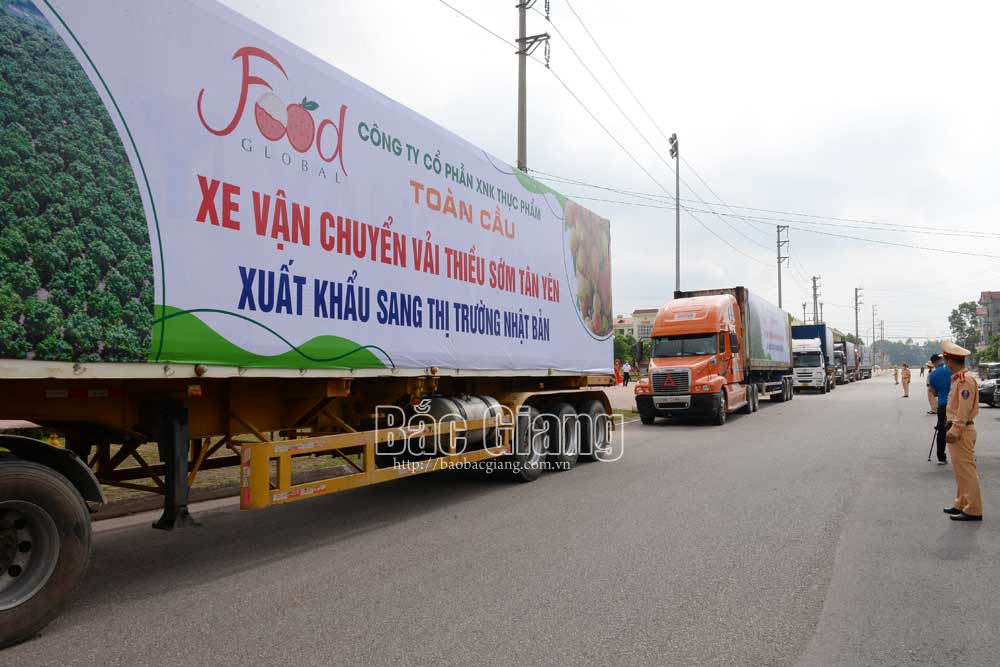 Food
GLOBAL
CÔNG TY CỔ PHẦN XNK THỰC PHẨM
TOÀN CẦU
XE VẬN CHUYỂN VẢI THIỀU SỚM TÂN YÊN
XUẤT KHẨU SANG THỊ TRƯỜNG NHẬT BẢN
Bắc Giang
http://baobacgiang.com.vn